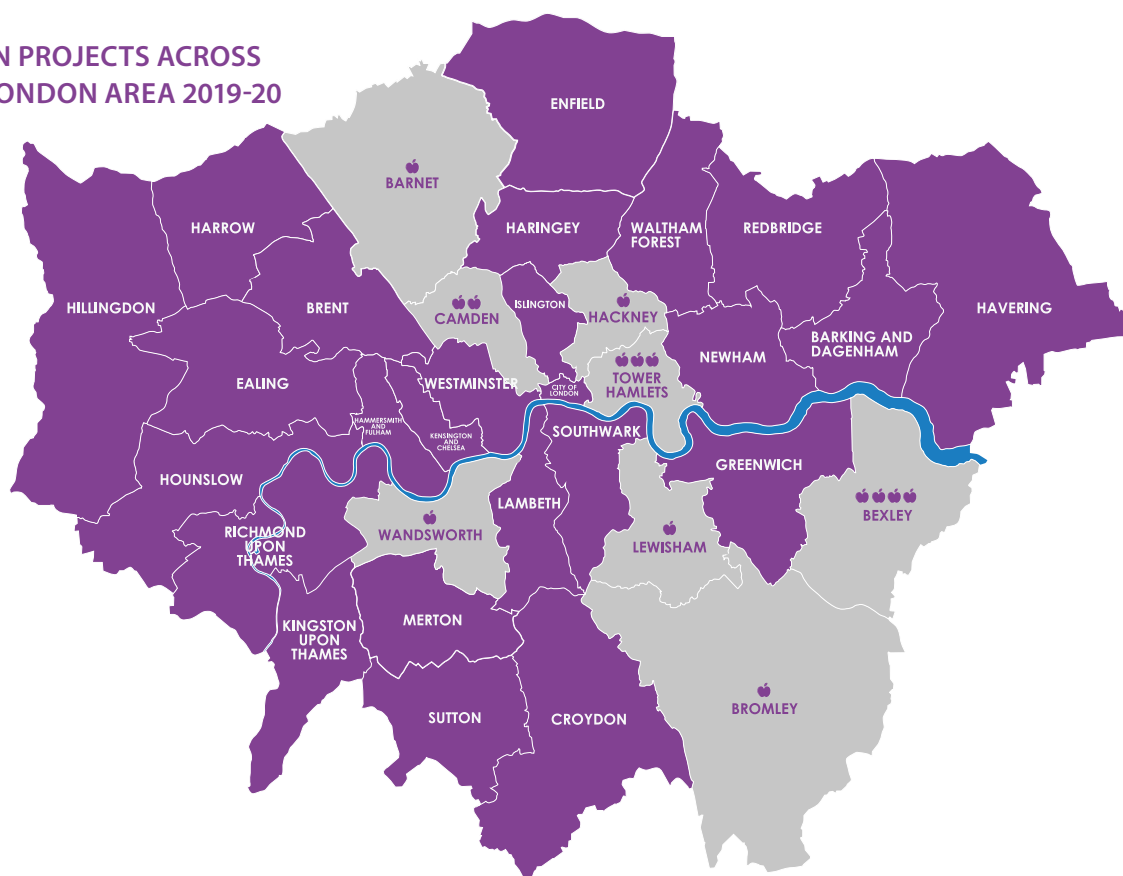 N PROJECTS ACROSS
ONDON AREA 2019-20
ENFIELD
BARNET
HARROW
HARINGEY
WALTHAM
FOREST
REDBRIDGE
HILLINGDON
BRENT
CAMDEN
ISLINGTON
HACKNEY
HAVERING
BARKING AND
DAGENHAM
NEWHAM
EALING
WESTMINSTER
TOWER
HAMLETS
CITY OF
LONDON
HAMMERSMITH
AND
FULHAM
KENSINGTON
AND
CHELSEA
SOUTHWARK
HOUNSLOW
GREENWICH
LAMBETH
BEXLEY
WANDSWORTH
LEWISHAM
RICHMOND
UPON
THAMES
KINGSTON
UPON
THAMES
MERTON
BROMLEY
SUTTON
CROYDON